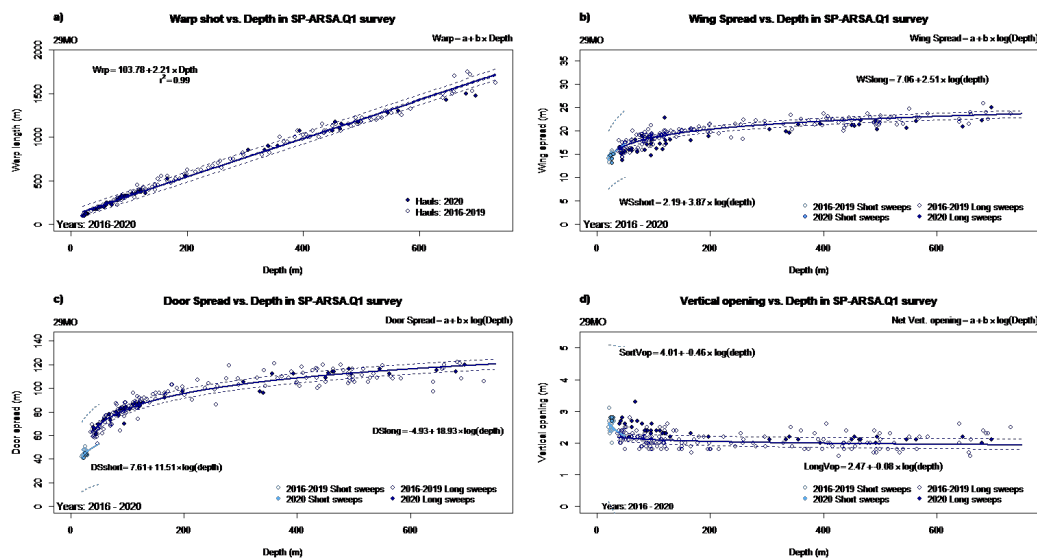 a) Warp shot vs. Depth in SP-ARSA.Q1 survey
29MO Warp = a + b × Depth
Wrp = 103.78 + 2.21 × Dpth
r² = 0.99
Warp length (m)
0 500 1000 1500 2000
Hauls: 2020
Hauls: 2016-2019
Years: 2016-2020
0 200 400 600
Depth (m)
b) Wing Spread vs. Depth in SP-ARSA.Q1 survey
29MO Wing Spread = a + b × log(Depth)
WSlong = 7.06 + 2.51 × log(depth)
Wing spread (m)
0 5 10 15 20 25 30 35
WSshort = 2.19 + 3.87 × log(depth)
2016-2019 Short sweeps 2016-2019 Long sweeps
2020 Short sweeps 2020 Long sweeps
Years: 2016 - 2020
0 200 400 600
Depth (m)
c) Door Spread vs. Depth in SP-ARSA.Q1 survey
29MO Door Spread = a + b × log(Depth)
Door spread (m)
0 20 40 60 80 100 120 140
DSlong = -4.93 + 18.93 × log(depth)
DSshort = 7.61 + 11.51 × log(depth)
2016-2019 Short sweeps 2016-2019 Long sweeps
2020 Short sweeps 2020 Long sweeps
Years: 2016 - 2020
0 200 400 600
Depth (m)
d) Vertical opening vs. Depth in SP-ARSA.Q1 survey
29MO Net Vert. opening = a + b × log(Depth)
SortVop = 4.01 + -0.46 × log(depth)
Vertical opening (m)
0 1 2 3 4 5
LongVop = 2.47 + -0.08 × log(depth)
2016-2019 Short sweeps 2016-2019 Long sweeps
2020 Short sweeps 2020 Long sweeps
Years: 2016 - 2020
0 200 400 600
Depth (m)